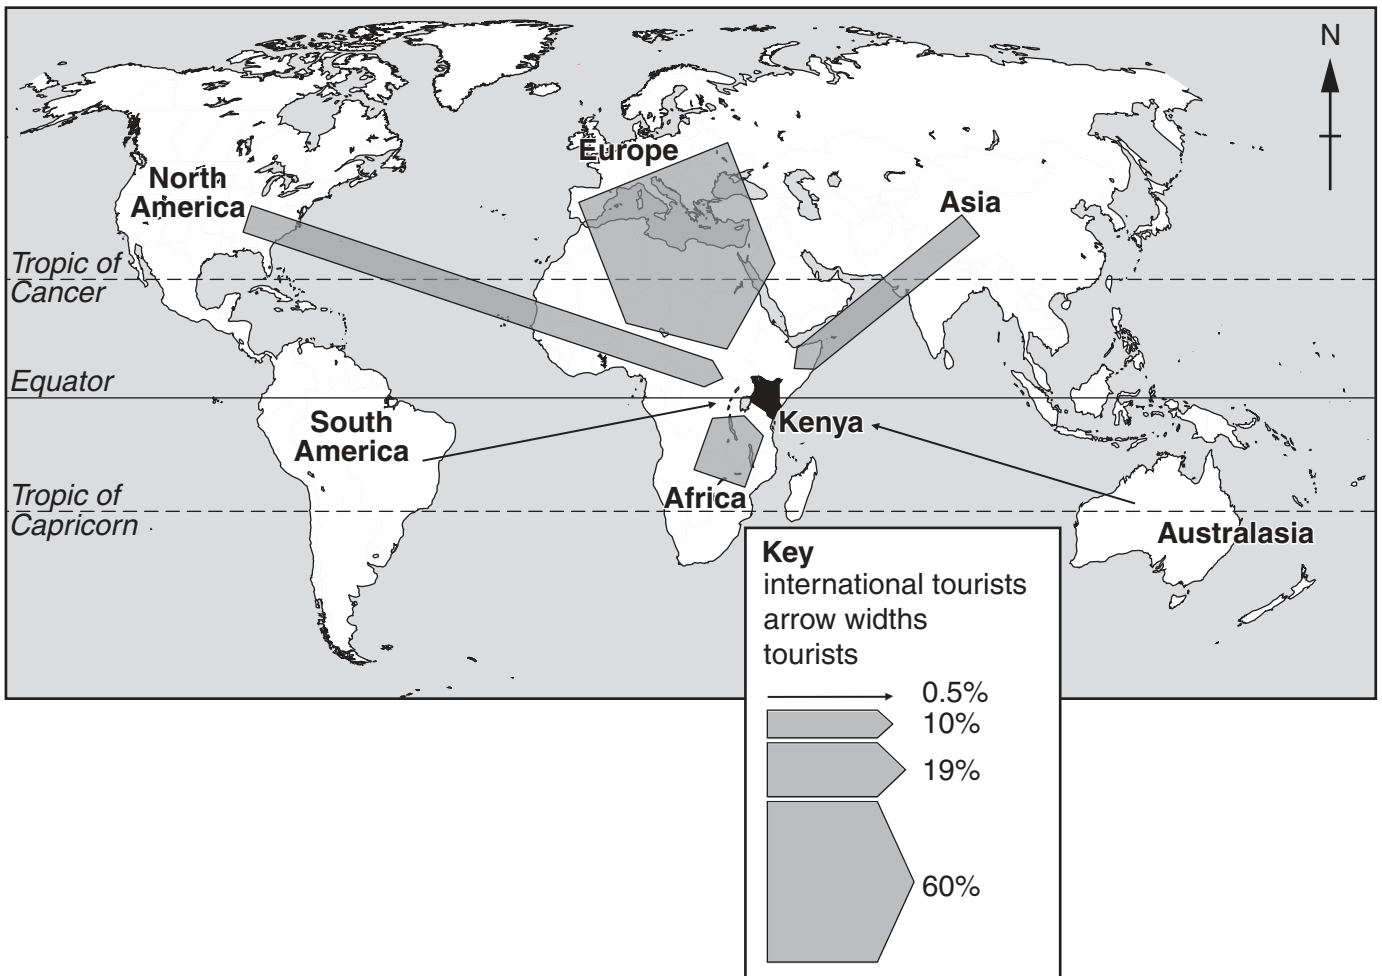 N
Europe
North
America
Asia
Tropic of
Cancer
Equator
South
America
Kenya
Tropic of
Capricorn
Africa
Australasia
Key
international tourists
arrow widths
tourists
0.5%
10%
19%
60%